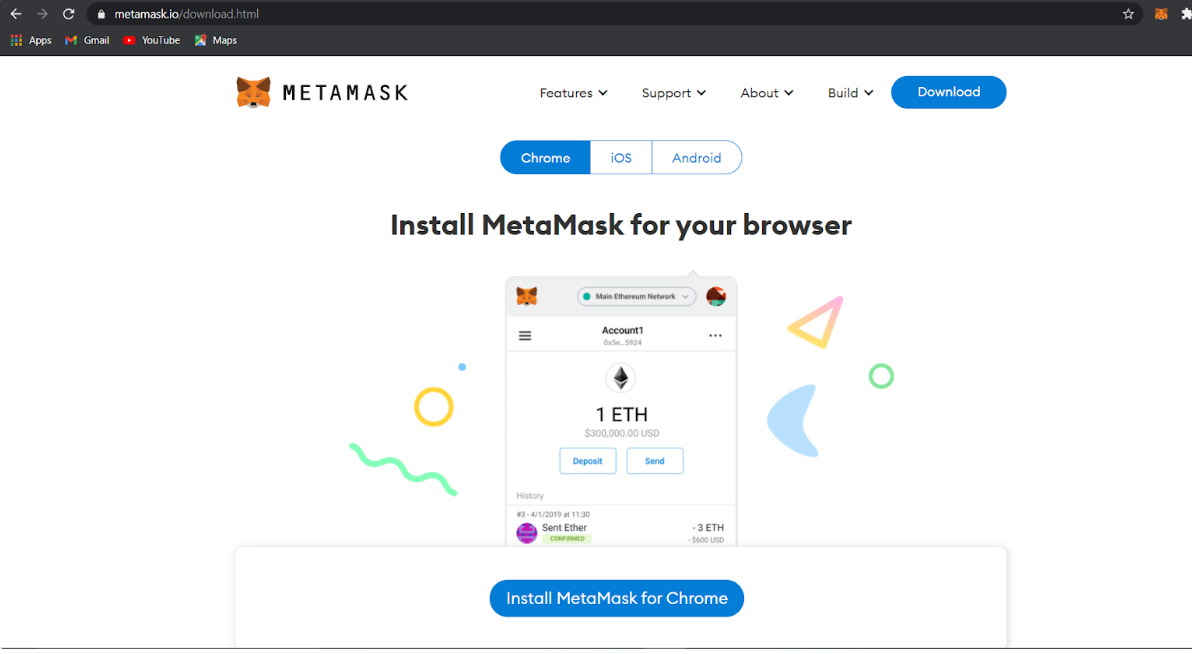 metamask.io/download.html
Apps Gmail YouTube Maps
METAMASK Features Support About Build Download
Chrome iOS Android
Install MetaMask for your browser
Main Ethereum Network
Account1
0x5e...5924
1 ETH
$300,000.00 USD
Deposit Send
History
#3 - 4/1/2019 at 11:30
Sent Ether - 3 ETH
CONFIRMED - $600 USD
Install MetaMask for Chrome